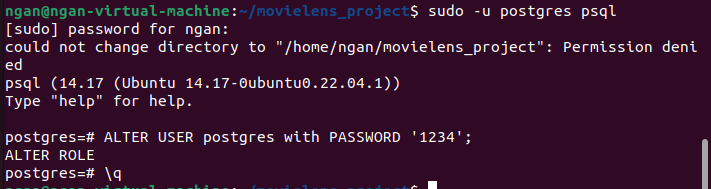 ngan@ngan-virtual-machine:~/movielens_project$ sudo -u postgres psql
[sudo] password for ngan:
could not change directory to "/home/ngan/movielens_project": Permission deni
ed
psql (14.17 (Ubuntu 14.17-0ubuntu0.22.04.1))
Type "help" for help.
postgres=# ALTER USER postgres with PASSWORD '1234';
ALTER ROLE
postgres=# \q
ngan@ngan-virtual-machine:~/movielens_project$